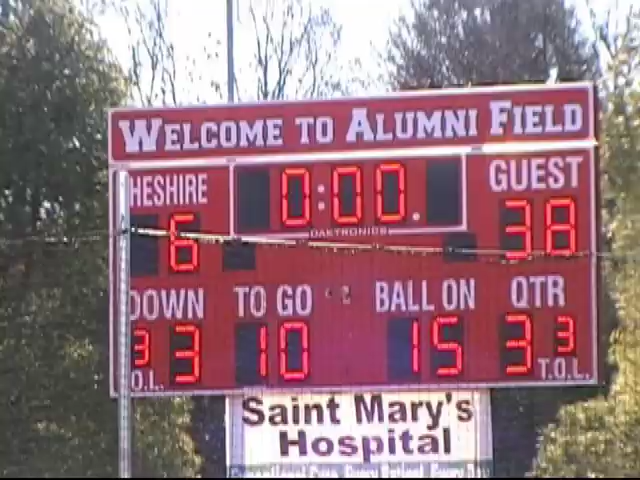 WELCOME TO ALUMNI FIELD
HESHIRE 0:00. GUEST
DAKTRONICS
6 38
DOWN TO GO BALL ON QTR
3 3 10 15 3 3
O.L. T.O.L.
Saint Mary's
Hospital